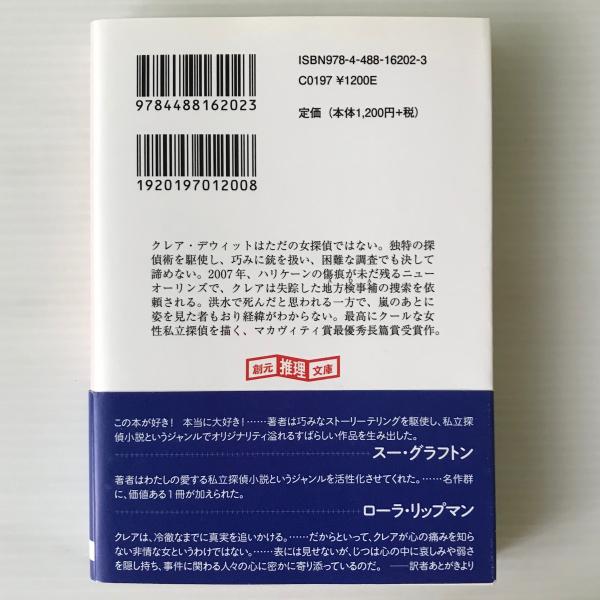 ISBN978-4-488-16202-3
C0197 ¥1200E
定価（本体1,200円+税）
9784488162023
1920197012008
クレア・デウィットはただの女探偵ではない。独特の探
偵術を駆使し、巧みに銃を扱い、困難な調査でも決して
諦めない。2007年、ハリケーンの傷痕が未だ残るニュー
オーリンズで、クレアは失踪した地方検事補の捜索を依
頼される。洪水で死んだと思われる一方で、嵐のあとに
姿を見た者もおり経緯がわからない。最高にクールな女
性私立探偵を描く、マカヴィティ賞最優秀長篇賞受賞作。
創元推理文庫
この本が好き！ 本当に大好き！……著者は巧みなストーリーテリングを駆使し、私立探
偵小説というジャンルでオリジナリティ溢れるすばらしい作品を生み出した。
スー・グラフトン
著者はわたしの愛する私立探偵小説というジャンルを活性化させてくれた。……名作群
に、価値ある1冊が加えられた。
ローラ・リップマン
クレアは、冷徹なまでに真実を追いかける。……だからといって、クレアが心の痛みを知
らない非情な女というわけではない。……表には見せないが、じつは心の中に哀しみや弱さ
を隠し持ち、事件に関わる人々の心に密かに寄り添っているのだ。 ──訳者あとがきより